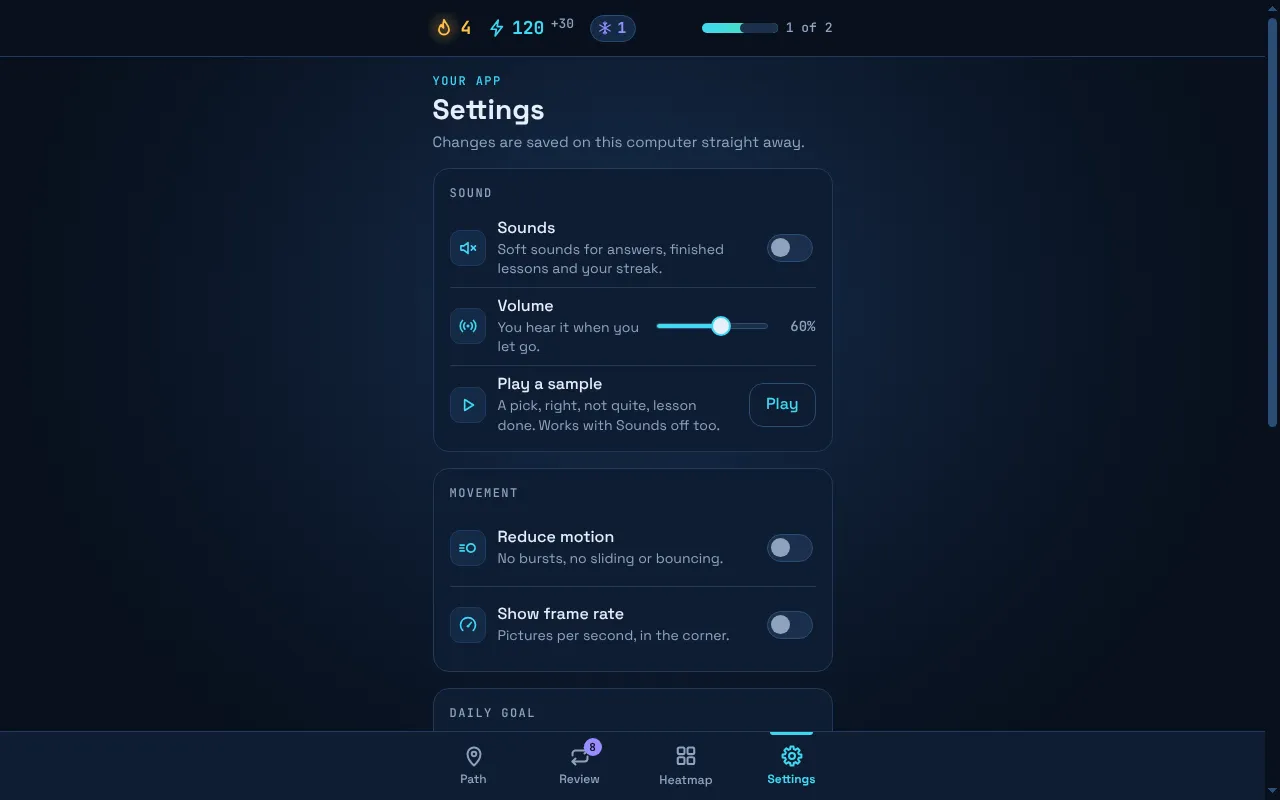 4 120 +30 1 1 of 2
YOUR APP
Settings
Changes are saved on this computer straight away.
SOUND
Sounds
Soft sounds for answers, finished
lessons and your streak.
Volume
You hear it when you
let go.
60%
Play a sample
A pick, right, not quite, lesson
done. Works with Sounds off too.
Play
MOVEMENT
Reduce motion
No bursts, no sliding or bouncing.
Show frame rate
Pictures per second, in the corner.
DAILY GOAL
8
Path Review Heatmap Settings